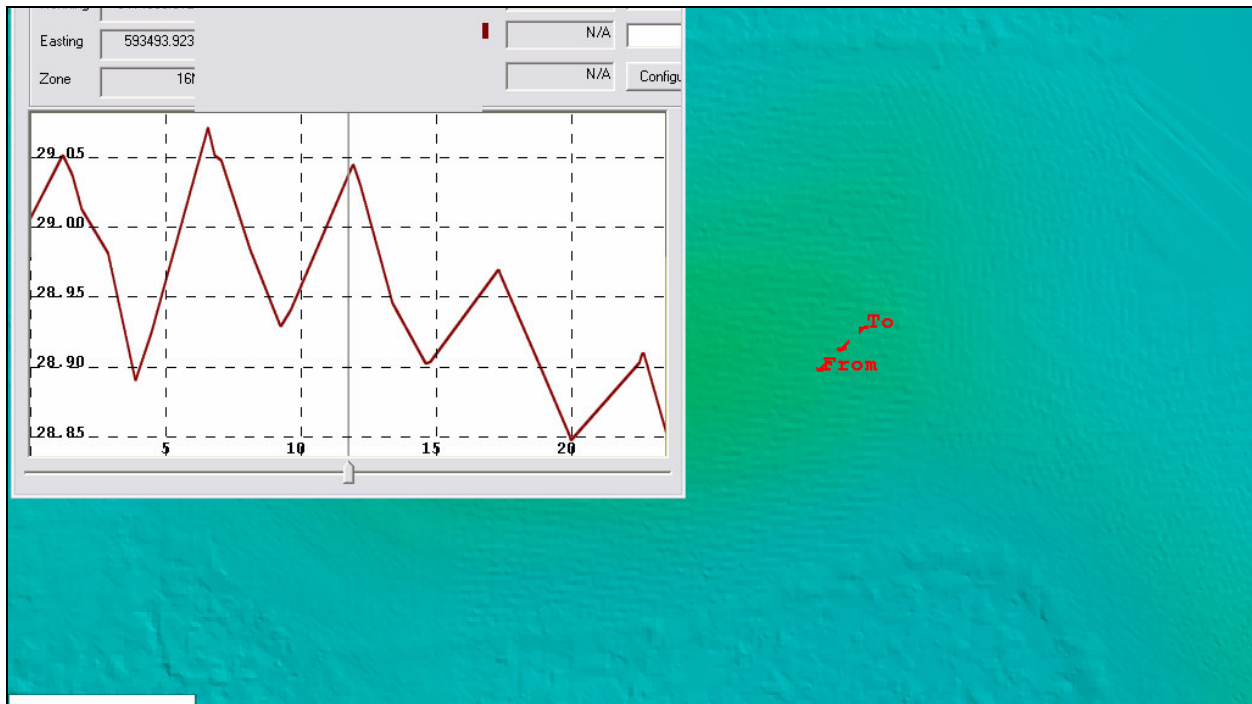 N/A
Easting 593493.923
N/A
Zone 16N
N/A Configu
29.05
29.00
28.95
28.90
28.85
5 10 15 20
To
From